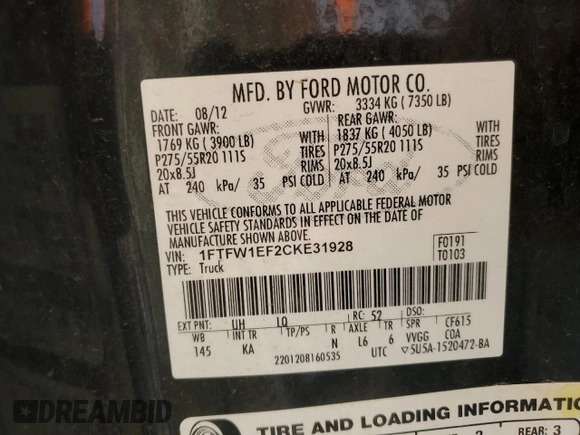 MFD. BY FORD MOTOR CO.
DATE: 08/12 GVWR: 3334 KG ( 7350 LB)
FRONT GAWR: REAR GAWR:
1769 KG ( 3900 LB) WITH 1837 KG ( 4050 LB) WITH
P275/55R20 111S TIRES P275/55R20 111S TIRES
20x8.5J RIMS 20x8.5J RIMS
AT 240 kPa/ 35 PSI COLD AT 240 kPa/ 35 PSI COLD
THIS VEHICLE CONFORMS TO ALL APPLICABLE FEDERAL MOTOR
VEHICLE SAFETY STANDARDS IN EFFECT ON THE DATE OF
MANUFACTURE SHOWN ABOVE.
VIN: 1FTFW1EF2CKE31928 F0191
TYPE: Truck T0103
EXT PNT: UH LQ RC: 52 DSO:
WB INT TR TP/PS R AXLE TR SPR CF615
145 KA N L6 6 VVGG COA
2201208160535 UTC ▽5U5A-1520472-BA
TIRE AND LOADING INFORMATION
REAR: 3
DREAMBID